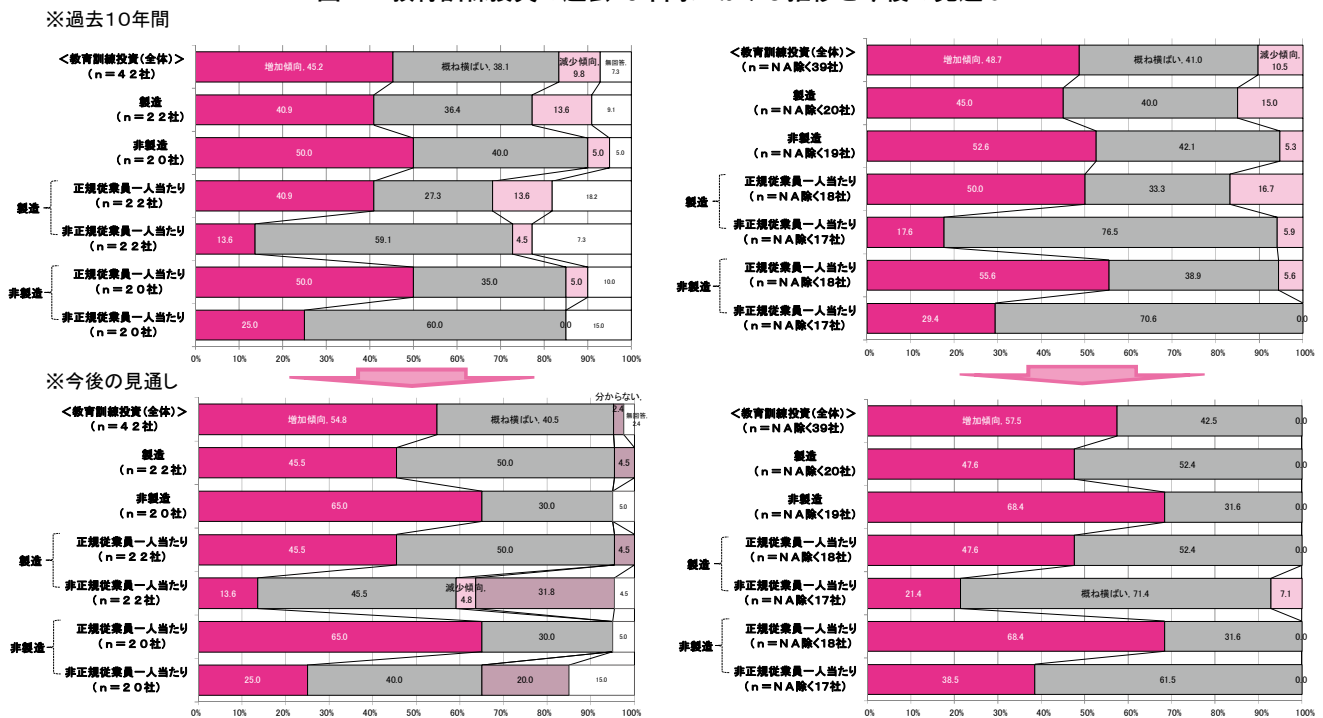 ※過去10年間
<教育訓練投資(全体)>
(n=42社)
増加傾向, 45.2
概ね横ばい, 38.1
減少傾向,
9.8
無回答,
7.3
製造
(n=22社)
40.9
36.4
13.6
9.1
非製造
(n=20社)
50.0
40.0
5.0
5.0
製造
正規従業員一人当たり
(n=22社)
40.9
27.3
13.6
18.2
非正規従業員一人当たり
(n=22社)
13.6
59.1
4.5
7.3
非製造
正規従業員一人当たり
(n=20社)
50.0
35.0
5.0
10.0
非正規従業員一人当たり
(n=20社)
25.0
60.0
0.0
15.0
0% 10% 20% 30% 40% 50% 60% 70% 80% 90% 100%
<教育訓練投資(全体)>
(n=NA除く39社)
増加傾向, 48.7
概ね横ばい, 41.0
減少傾向,
10.5
製造
(n=NA除く20社)
45.0
40.0
15.0
非製造
(n=NA除く19社)
52.6
42.1
5.3
製造
正規従業員一人当たり
(n=NA除く18社)
50.0
33.3
16.7
非正規従業員一人当たり
(n=NA除く17社)
17.6
76.5
5.9
非製造
正規従業員一人当たり
(n=NA除く18社)
55.6
38.9
5.6
非正規従業員一人当たり
(n=NA除く17社)
29.4
70.6
0.0
0% 10% 20% 30% 40% 50% 60% 70% 80% 90% 100%
※今後の見通し
<教育訓練投資(全体)>
(n=42社)
増加傾向, 54.8
概ね横ばい, 40.5
分からない,
2.4
無回答,
2.4
製造
(n=22社)
45.5
50.0
4.5
非製造
(n=20社)
65.0
30.0
5.0
製造
正規従業員一人当たり
(n=22社)
45.5
50.0
4.5
非正規従業員一人当たり
(n=22社)
13.6
45.5
減少傾向,
4.8
31.8
4.5
非製造
正規従業員一人当たり
(n=20社)
65.0
30.0
5.0
非正規従業員一人当たり
(n=20社)
25.0
40.0
20.0
15.0
0% 10% 20% 30% 40% 50% 60% 70% 80% 90% 100%
<教育訓練投資(全体)>
(n=NA除く39社)
増加傾向, 57.5
42.5
0.0
製造
(n=NA除く20社)
47.6
52.4
0.0
非製造
(n=NA除く19社)
68.4
31.6
0.0
製造
正規従業員一人当たり
(n=NA除く18社)
47.6
52.4
0.0
非正規従業員一人当たり
(n=NA除く17社)
21.4
概ね横ばい, 71.4
7.1
非製造
正規従業員一人当たり
(n=NA除く18社)
68.4
31.6
0.0
非正規従業員一人当たり
(n=NA除く17社)
38.5
61.5
0.0
0% 10% 20% 30% 40% 50% 60% 70% 80% 90% 100%